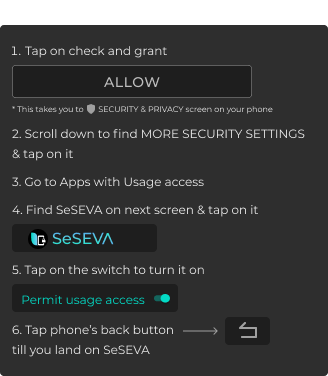 1. Tap on check and grant
ALLOW
* This takes you to SECURITY & PRIVACY screen on your phone
2. Scroll down to find MORE SECURITY SETTINGS
& tap on it
3. Go to Apps with Usage access
4. Find SeSEVA on next screen & tap on it
SeSEVA
5. Tap on the switch to turn it on
Permit usage access
6. Tap phone's back button
till you land on SeSEVA